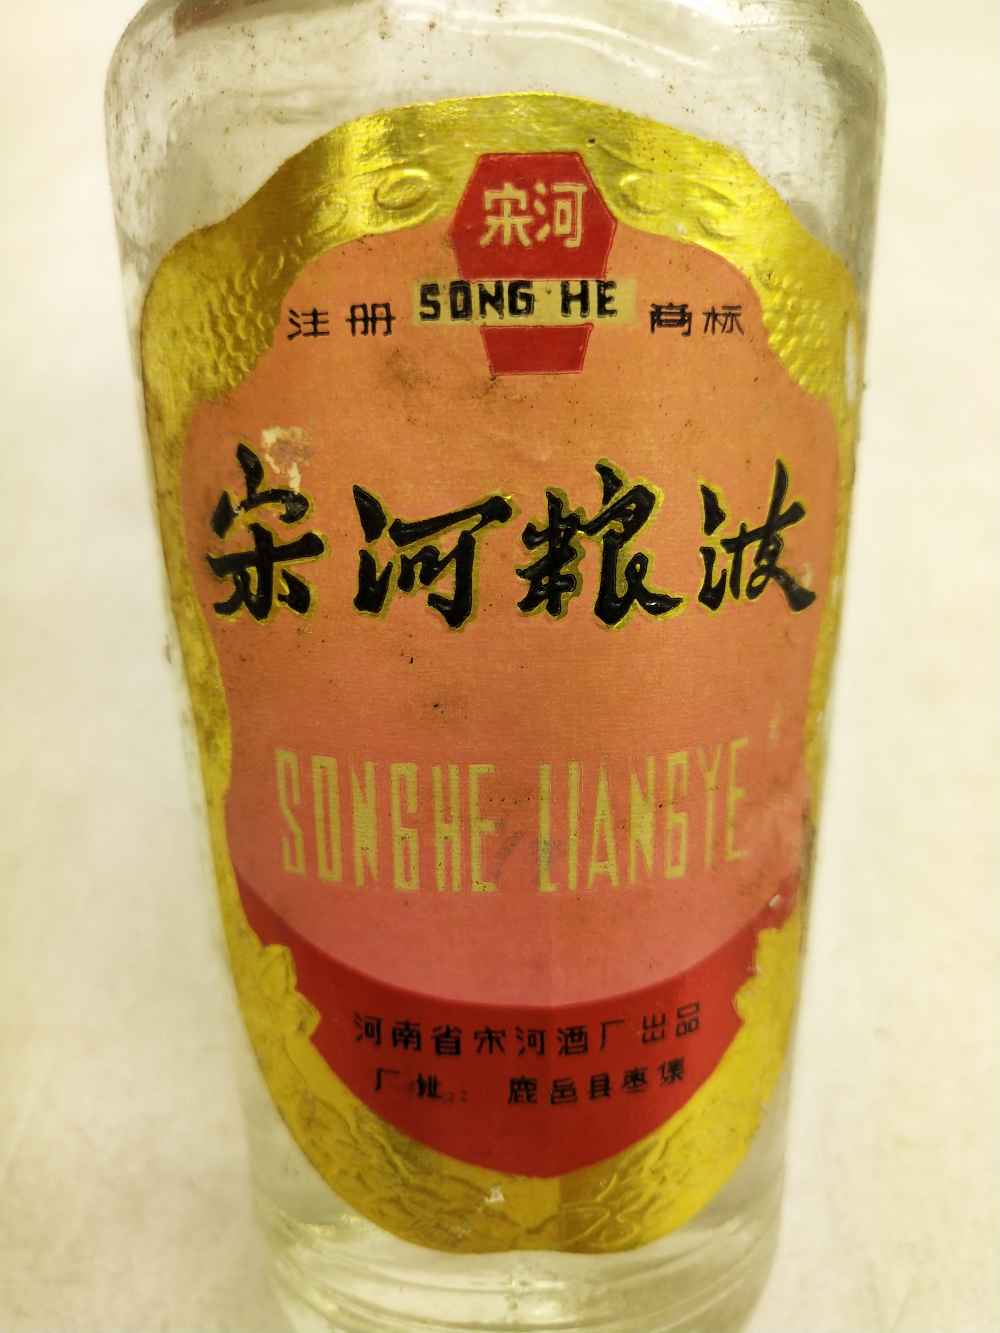 宋河
注册 SONG HE 商标
宋河粮液
SONGHE LIANGYE
河南省宋河酒厂出品
厂址: 鹿邑县枣集